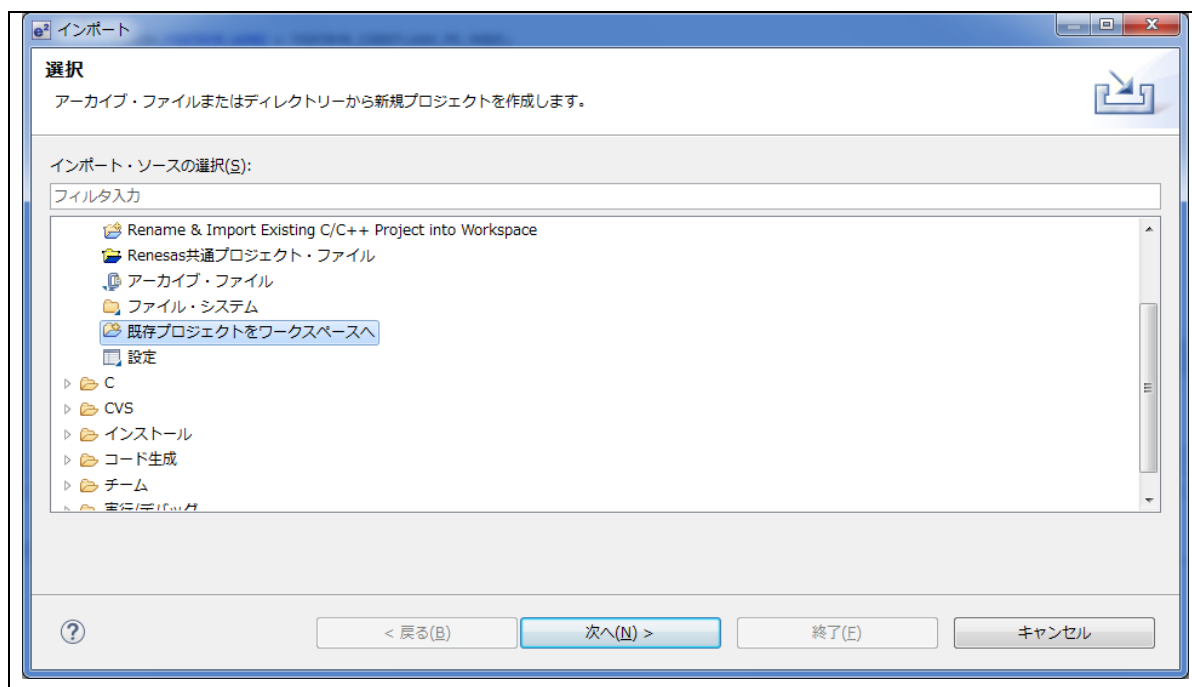 e² インポート
選択
アーカイブ・ファイルまたはディレクトリーから新規プロジェクトを作成します。
インポート・ソースの選択(S):
フィルタ入力
Rename & Import Existing C/C++ Project into Workspace
Renesas共通プロジェクト・ファイル
アーカイブ・ファイル
ファイル・システム
既存プロジェクトをワークスペースへ
設定
C
CVS
インストール
コード生成
チーム
実行/デバッグ
< 戻る(B) 次へ(N) > 終了(F) キャンセル